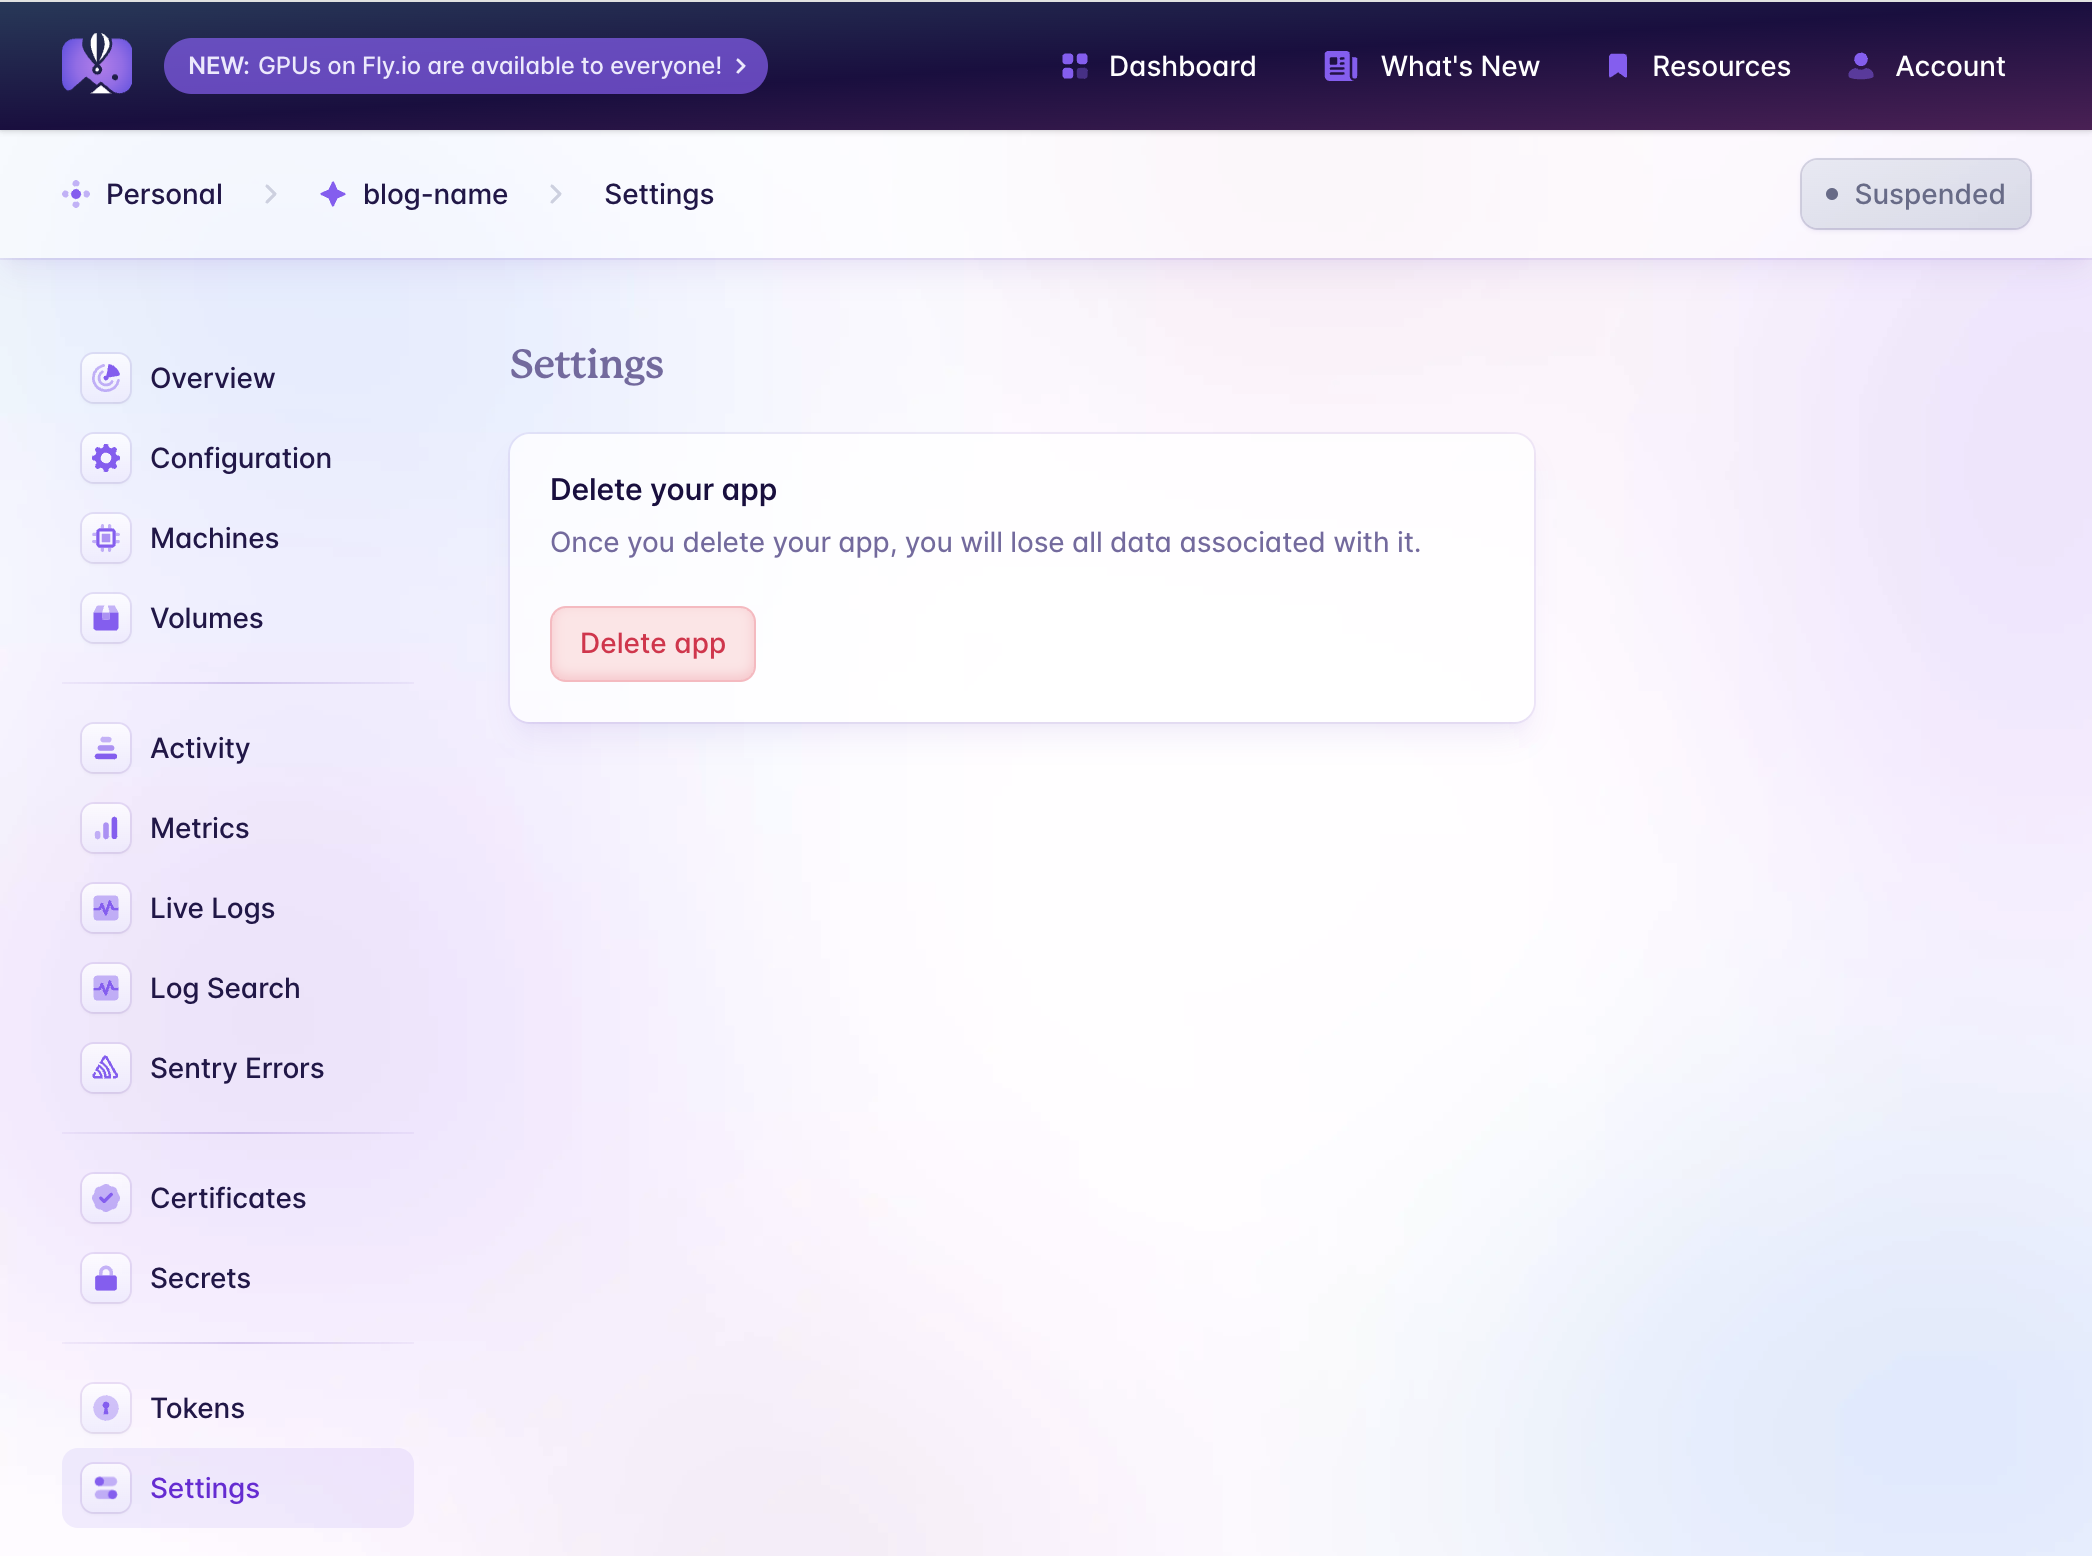 NEW: GPUs on Fly.io are available to everyone!
Dashboard
What's New
Resources
Account
Personal
blog-name
Settings
Suspended
Overview
Configuration
Machines
Volumes
Activity
Metrics
Live Logs
Log Search
Sentry Errors
Certificates
Secrets
Tokens
Settings
Settings
Delete your app
Once you delete your app, you will lose all data associated with it.
Delete app